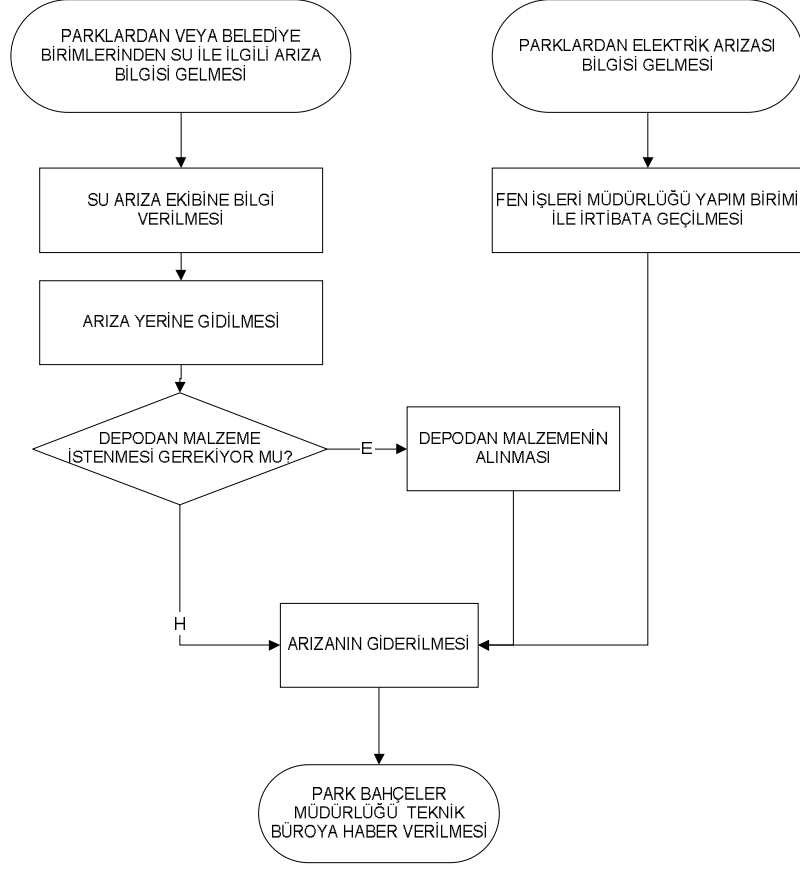 PARKLARDAN VEYA BELEDİYE
BİRİMLERİNDEN SU İLE İLGİLİ ARIZA
BİLGİSİ GELMESİ
PARKLARDAN ELEKTRİK ARIZASI
BİLGİSİ GELMESİ
SU ARIZA EKİBİNE BİLGİ
VERİLMESİ
FEN İŞLERİ MÜDÜRLÜĞÜ YAPIM BİRİMİ
İLE İRTİBATA GEÇİLMESİ
ARIZA YERİNE GİDİLMESİ
DEPODAN MALZEME
İSTENMESİ GEREKİYOR MU?
E
DEPODAN MALZEMENİN
ALINMASI
H
ARIZANIN GİDERİLMESİ
PARK BAHÇELER
MÜDÜRLÜĞÜ TEKNİK
BÜROYA HABER VERİLMESİ